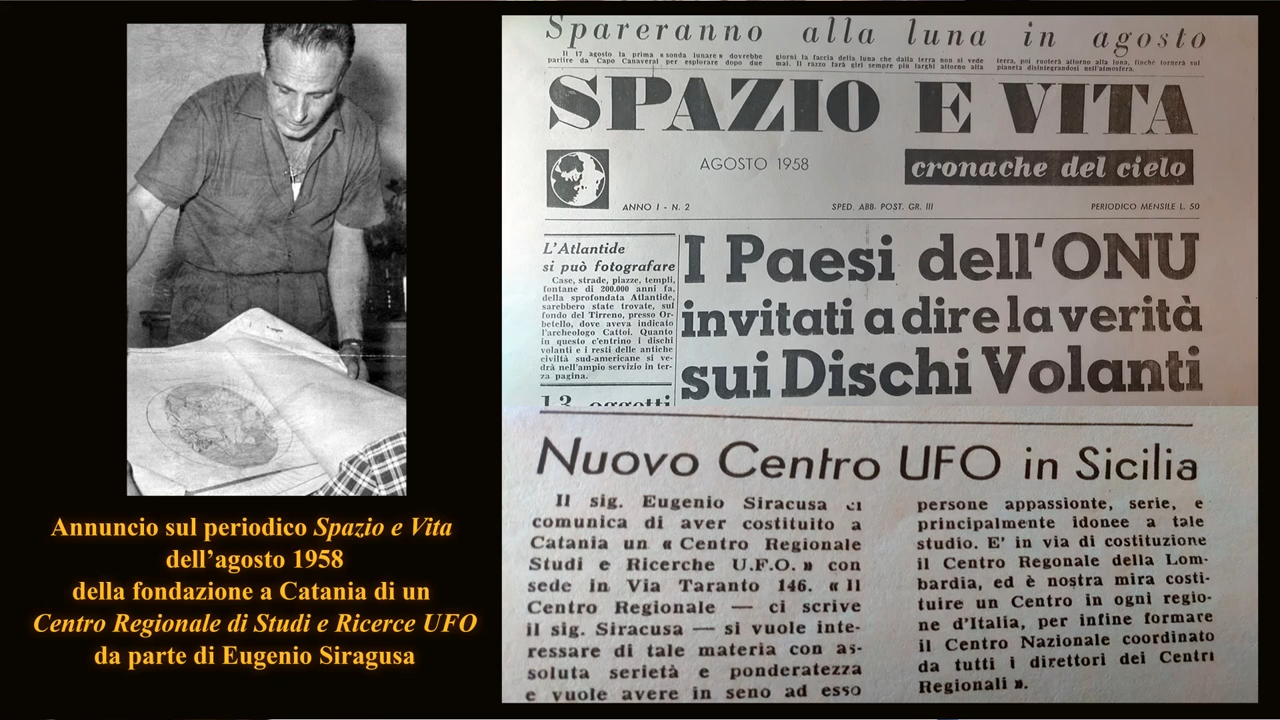 Annuncio sul periodico Spazio e Vita
dell’agosto 1958
della fondazione a Catania di un
Centro Regionale di Studi e Ricerce UFO
da parte di Eugenio Siragusa
Spareranno alla luna in agosto
Il 17 agosto la prima « sonda lunare » dovrebbe
partire da Capo Canaveral per esplorare dopo due
giorni la faccia della luna che dalla terra non si vede
mai. Il razzo farà giri sempre più larghi attorno alla
terra, poi ruoterà attorno alla luna, finchè tornerà sul
pianeta disintegrandosi nell'atmosfera.
SPAZIO E VITA
AGOSTO 1958
cronache del cielo
ANNO I - N. 2
SPED. ABB. POST. GR. III
PERIODICO MENSILE L. 50
L'Atlantide
si può fotografare
Case, strade, piazze, templi,
fontane di 200.000 anni fa,
della sprofondata Atlantide,
sarebbero state trovate, sul
fondo del Tirreno, presso Or-
betello, dove aveva indicato
l'archeologo Cattoi. Quanto
in questo c'entrino i dischi
volanti e i resti delle antiche
civiltà sud-americane si ve-
drà nell'ampio servizio in ter-
za pagina.
I Paesi dell'ONU
invitati a dire la verità
sui Dischi Volanti
Nuovo Centro UFO in Sicilia
Il sig. Eugenio Siracusa ci
comunica di aver costituito a
Catania un « Centro Regionale
Studi e Ricerche U.F.O. » con
sede in Via Taranto 146. « Il
Centro Regionale — ci scrive
il sig. Siracusa — si vuole inte-
ressare di tale materia con as-
soluta serietà e ponderatezza
e vuole avere in seno ad esso
persone appassionte, serie, e
principalmente idonee a tale
studio. E' in via di costituzione
il Centro Regonale della Lom-
bardia, ed è nostra mira costi-
tuire un Centro in ogni regio-
ne d'Italia, per infine formare
il Centro Nazionale coordinato
da tutti i direttori dei Centri
Regionali ».